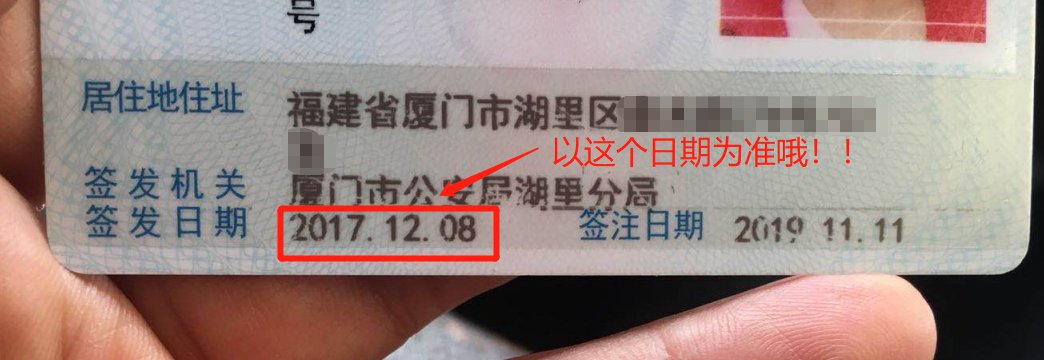 号
居住地住址 福建省厦门市湖里区
以这个日期为准哦！！
签发机关 厦门市公安局湖里分局
签发日期 2017.12.08 签注日期 2019.11.11